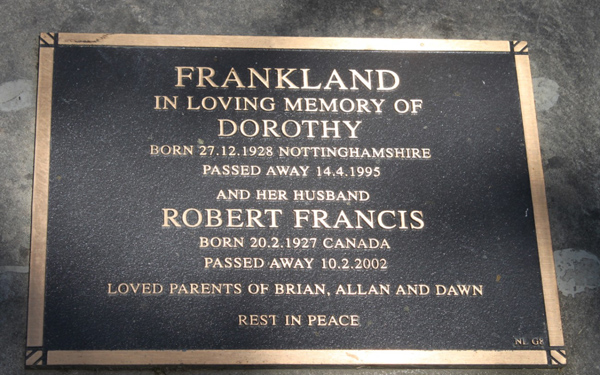 FRANKLAND
IN LOVING MEMORY OF
DOROTHY
BORN 27.12.1928 NOTTINGHAMSHIRE
PASSED AWAY 14.4.1995
AND HER HUSBAND
ROBERT FRANCIS
BORN 20.2.1927 CANADA
PASSED AWAY 10.2.2002
LOVED PARENTS OF BRIAN, ALLAN AND DAWN
REST IN PEACE
NE G8